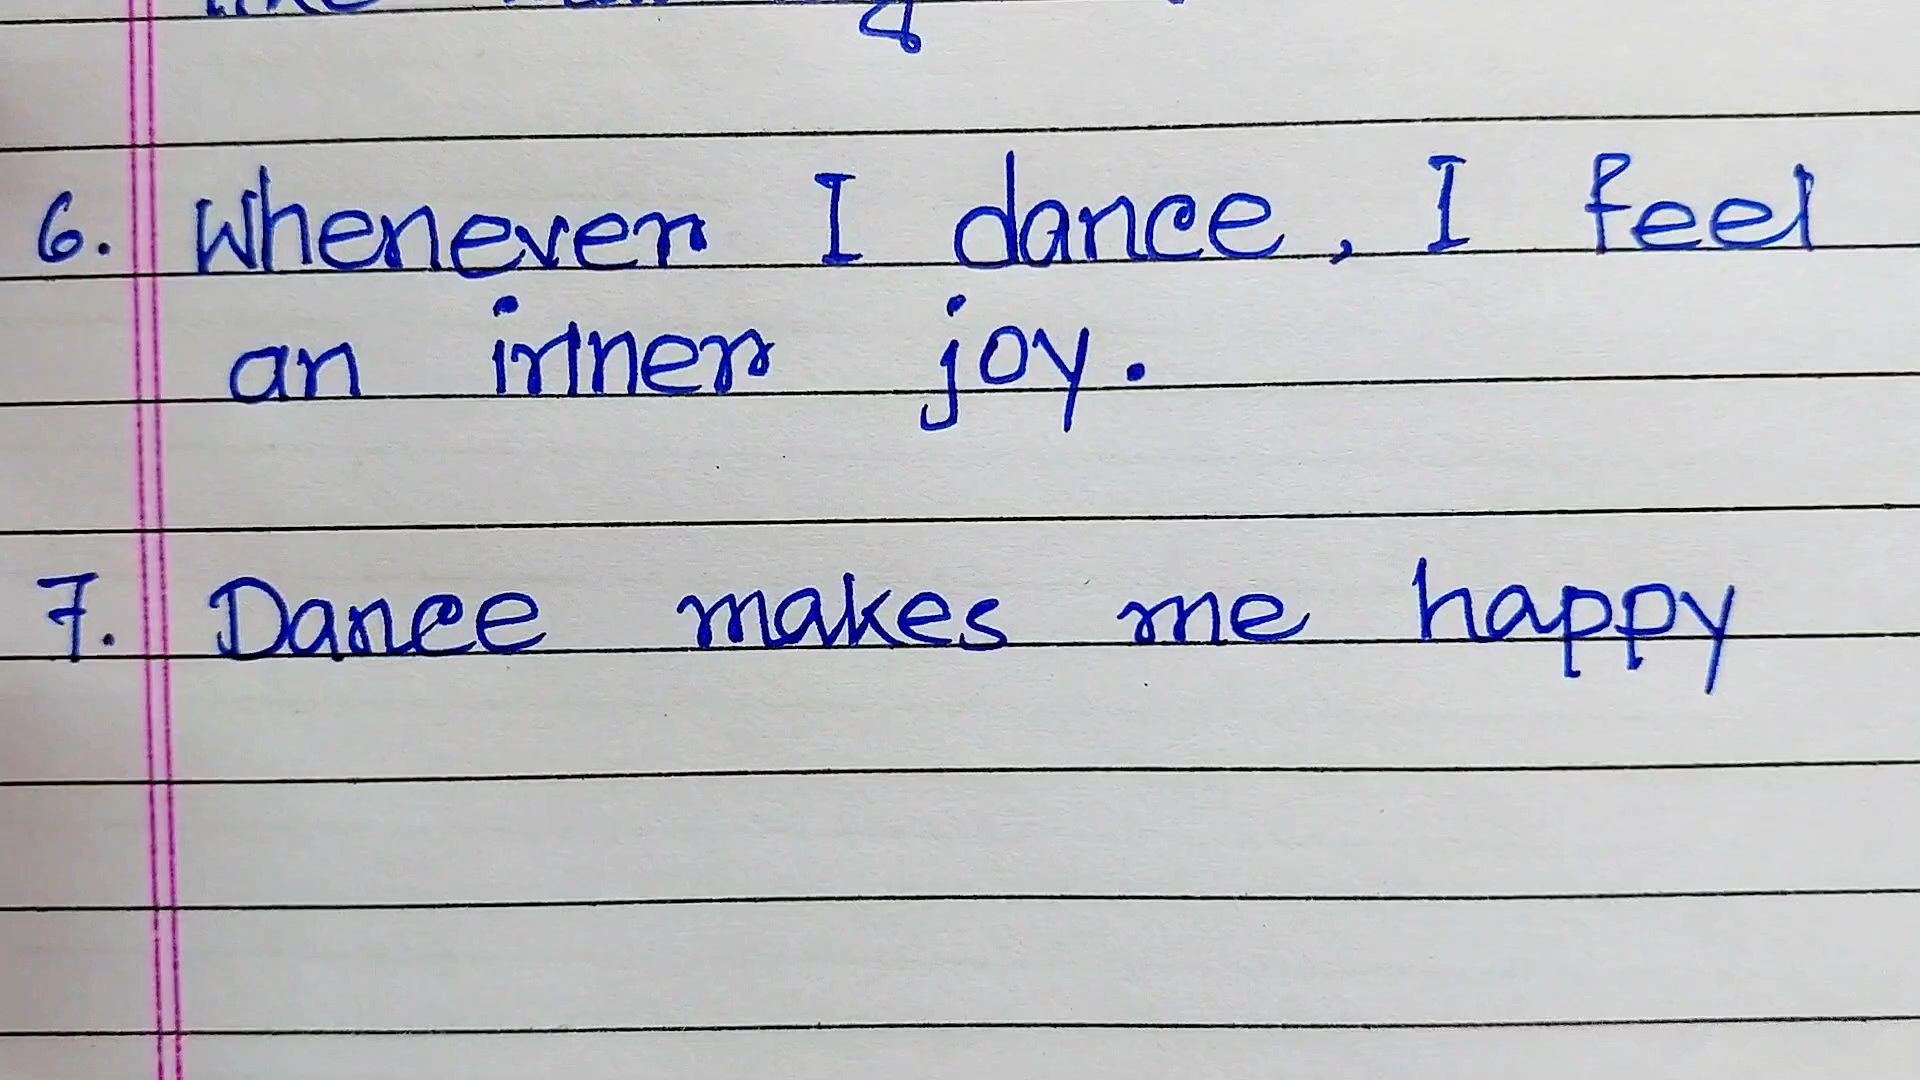 6. Whenever I dance, I feel
an inner joy.
7. Dance makes me happy